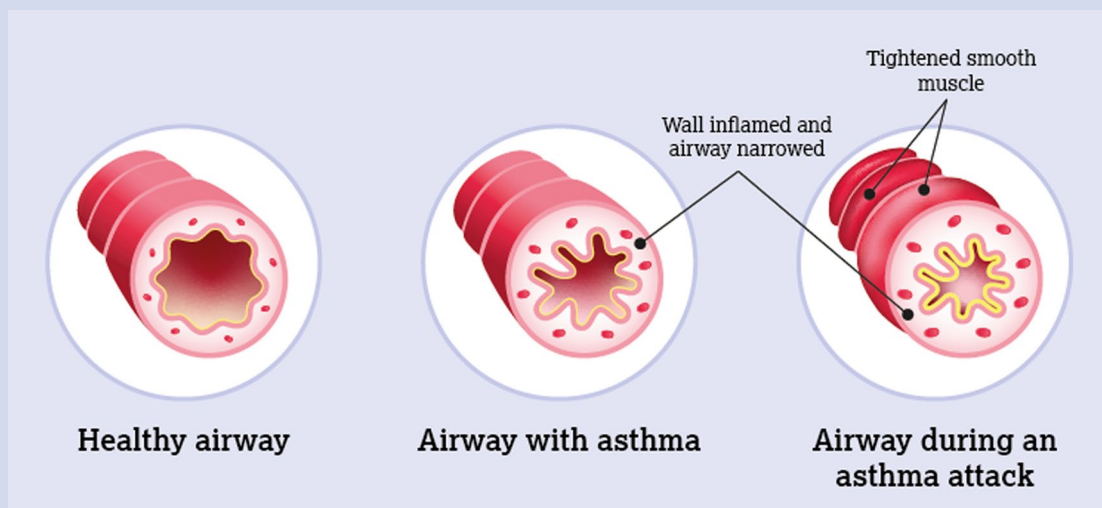 Tightened smooth
muscle
Wall inflamed and
airway narrowed
Healthy airway
Airway with asthma
Airway during an
asthma attack